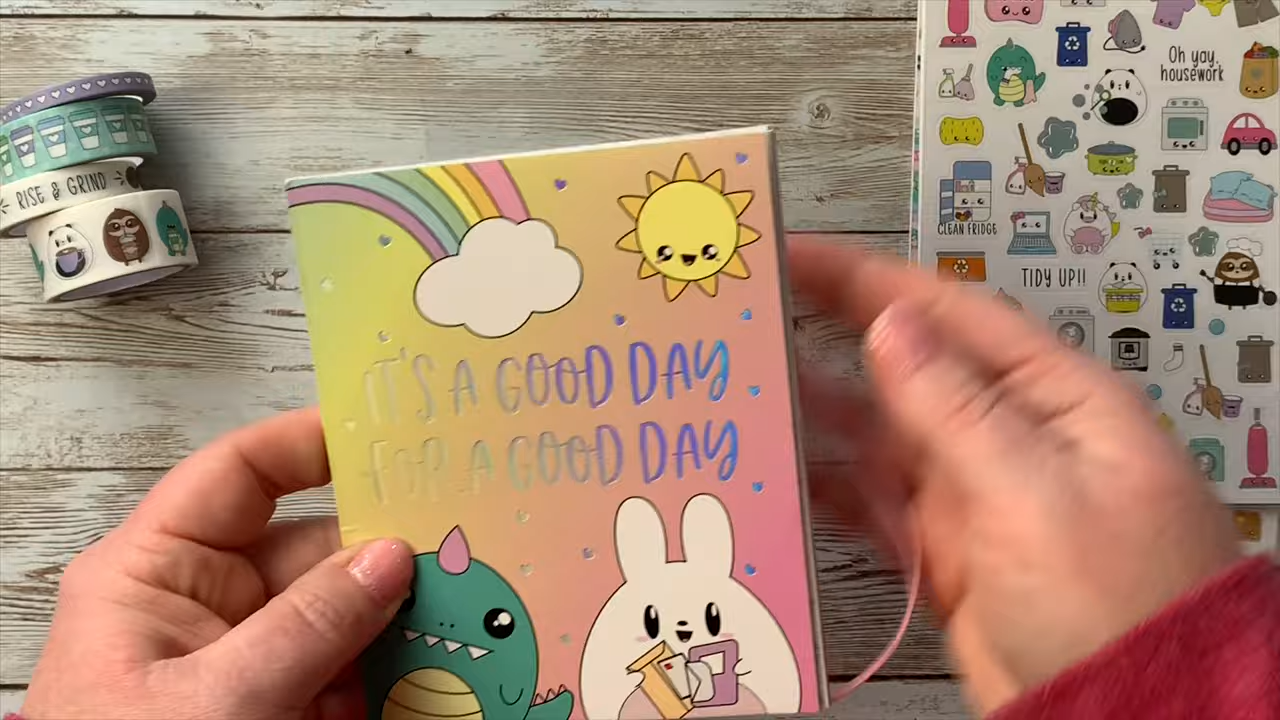 RISE & GRIND
IT'S A GOOD DAY
FOR A GOOD DAY
Oh yay,
housework
CLEAN FRIDGE
TIDY UP!!